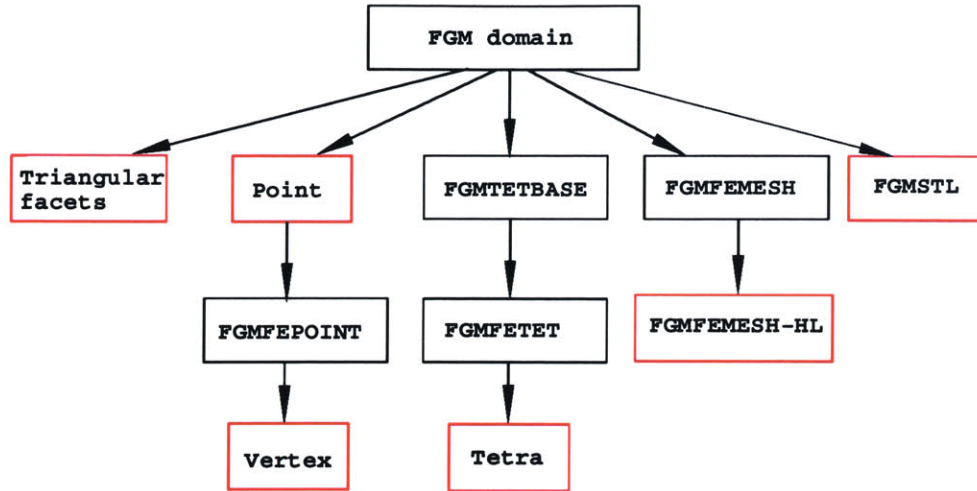 FGM domain
Triangular
facets
Point
FGMTETBASE
FGMFEMESH
FGMSTL
FGMFEPOINT
FGMFETET
FGMFEMESH-HL
Vertex
Tetra